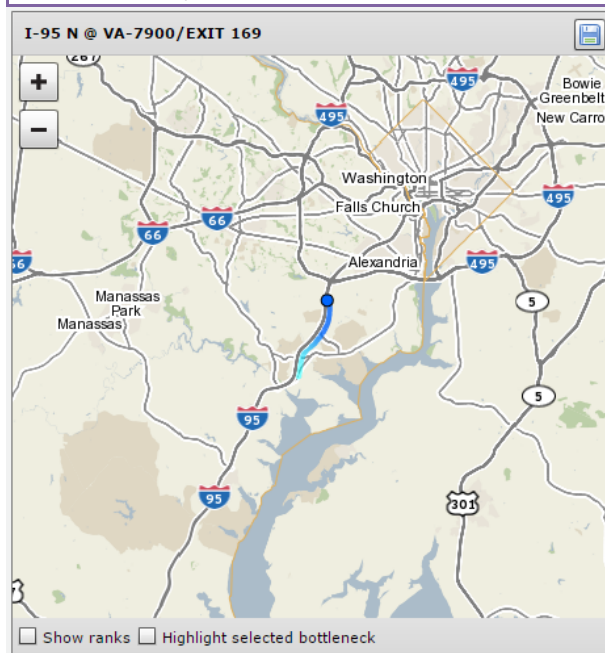 I-95 N @ VA-7900/EXIT 169
+
−
267
495
495
Bowie
Greenbelt
New Carro
Washington
66
66
66
Falls Church
495
Alexandria
495
Manassas
Park
Manassas
5
5
95
95
301
Show ranks
Highlight selected bottleneck